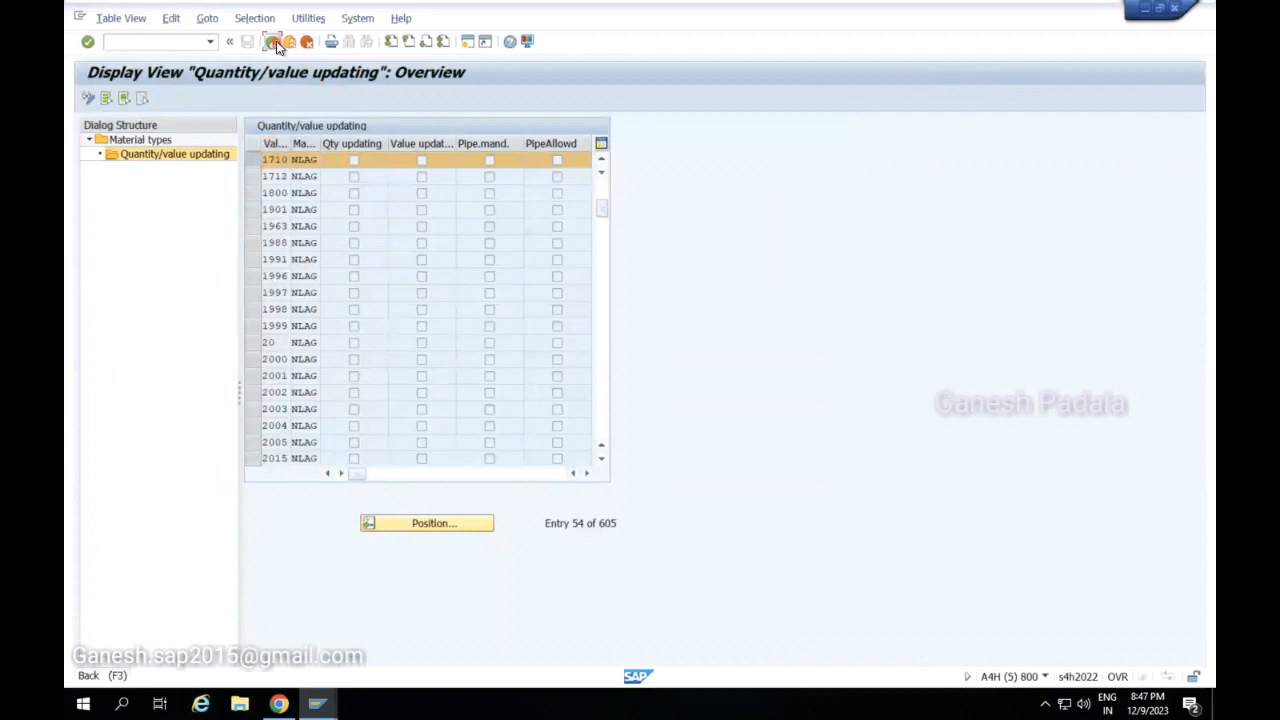 Table View Edit Goto Selection Utilities System Help
«
Display View "Quantity/value updating": Overview
Dialog Structure
Material types
Quantity/value updating
Quantity/value updating
Val... Ma... Qty updating Value updat... Pipe.mand. PipeAllowd
1710 NLAG
1712 NLAG
1800 NLAG
1901 NLAG
1963 NLAG
1988 NLAG
1991 NLAG
1996 NLAG
1997 NLAG
1998 NLAG
1999 NLAG
20 NLAG
2000 NLAG
2001 NLAG
2002 NLAG
2003 NLAG
2004 NLAG
2005 NLAG
2015 NLAG
Position... Entry 54 of 605
Ganesh Padala
Ganesh.sap2015@gmail.com
Back (F3) SAP A4H (5) 800 s4h2022 OVR
ENG 8:47 PM
IN 12/9/2023 2